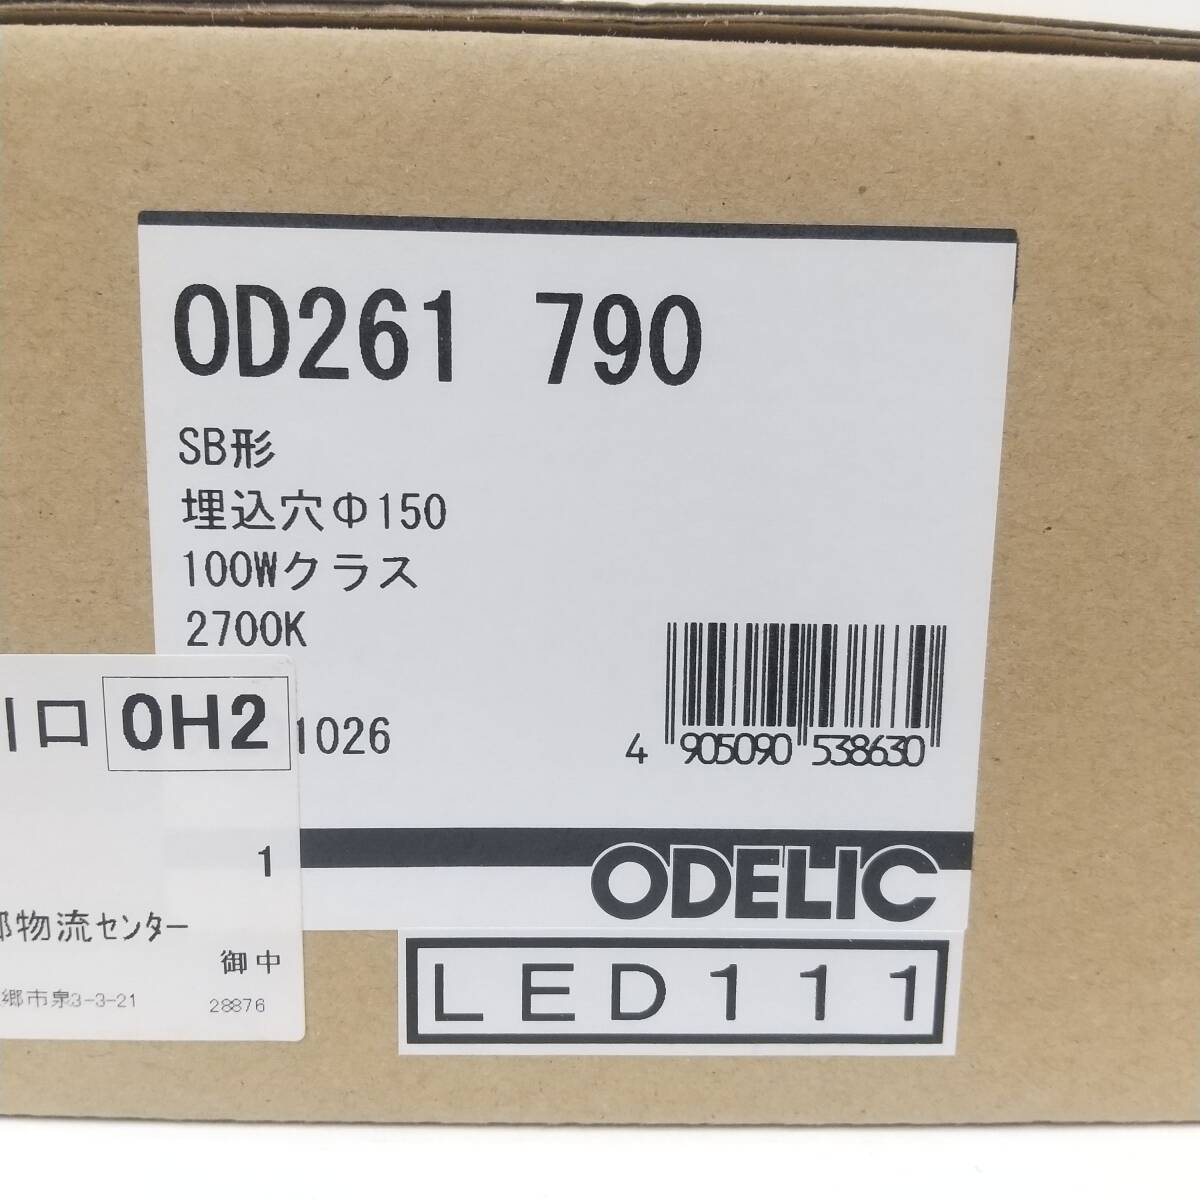 OD261 790
SB形
埋込穴Φ150
100Wクラス
2700K
口 OH2
1026
4 905090 538630
1
ODELIC
物流センター
御中
LED111
郷市泉3-3-21
28876